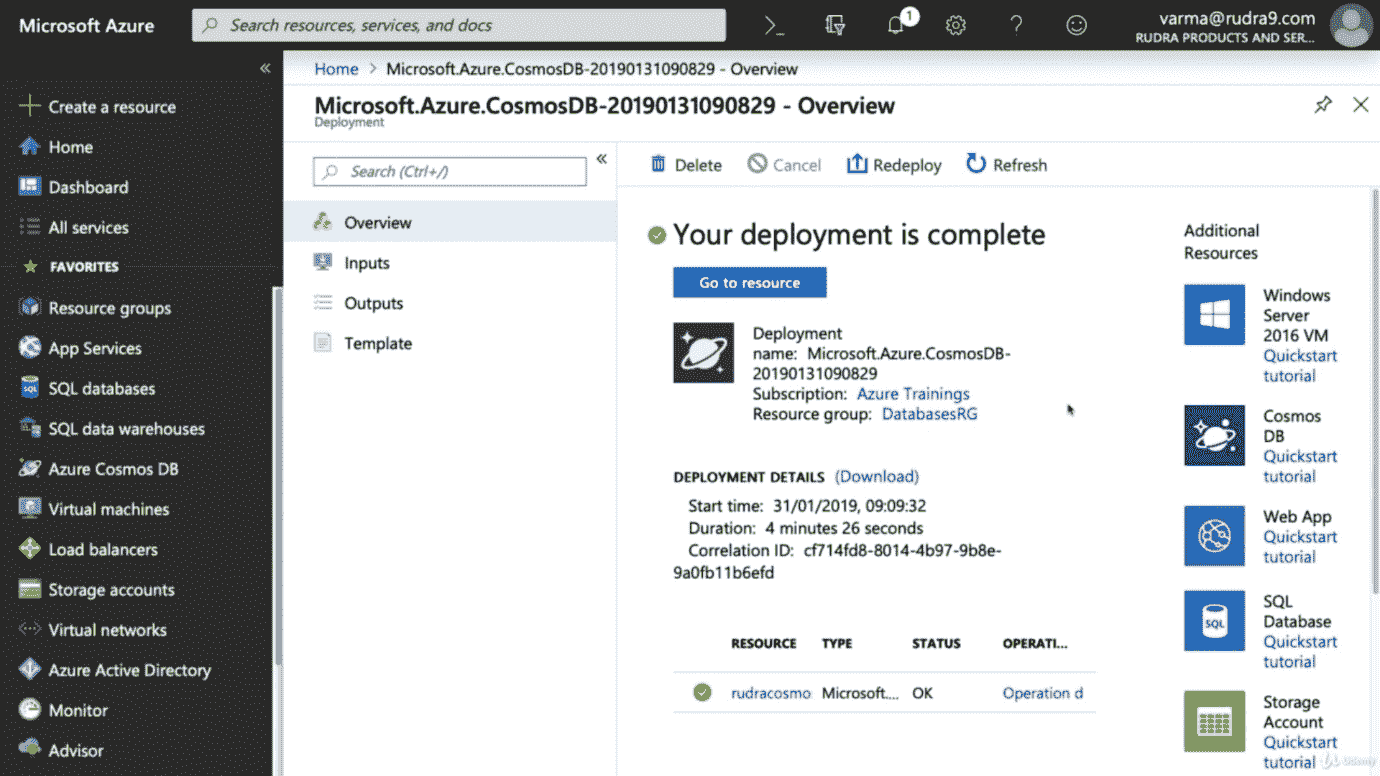 Microsoft Azure
Search resources, services, and docs
1
varma@rudra9.com
RUDRA PRODUCTS AND SER...
Create a resource
Home
Dashboard
All services
FAVORITES
Resource groups
App Services
SQL databases
SQL data warehouses
Azure Cosmos DB
Virtual machines
Load balancers
Storage accounts
Virtual networks
Azure Active Directory
Monitor
Advisor
Home > Microsoft.Azure.CosmosDB-20190131090829 - Overview
Microsoft.Azure.CosmosDB-20190131090829 - Overview
Deployment
Search (Ctrl+/)
Overview
Inputs
Outputs
Template
Delete
Cancel
Redeploy
Refresh
Your deployment is complete
Go to resource
Deployment
name: Microsoft.Azure.CosmosDB-
20190131090829
Subscription: Azure Trainings
Resource group: DatabasesRG
DEPLOYMENT DETAILS (Download)
Start time: 31/01/2019, 09:09:32
Duration: 4 minutes 26 seconds
Correlation ID: cf714fd8-8014-4b97-9b8e-
9a0fb11b6efd
RESOURCE TYPE STATUS OPERATI...
rudracosmo Microsoft.... OK Operation d
Additional
Resources
Windows
Server
2016 VM
Quickstart
tutorial
Cosmos
DB
Quickstart
tutorial
Web App
Quickstart
tutorial
SQL
SQL
Database
Quickstart
tutorial
Storage
Account
Quickstart
tutorial
Udemy